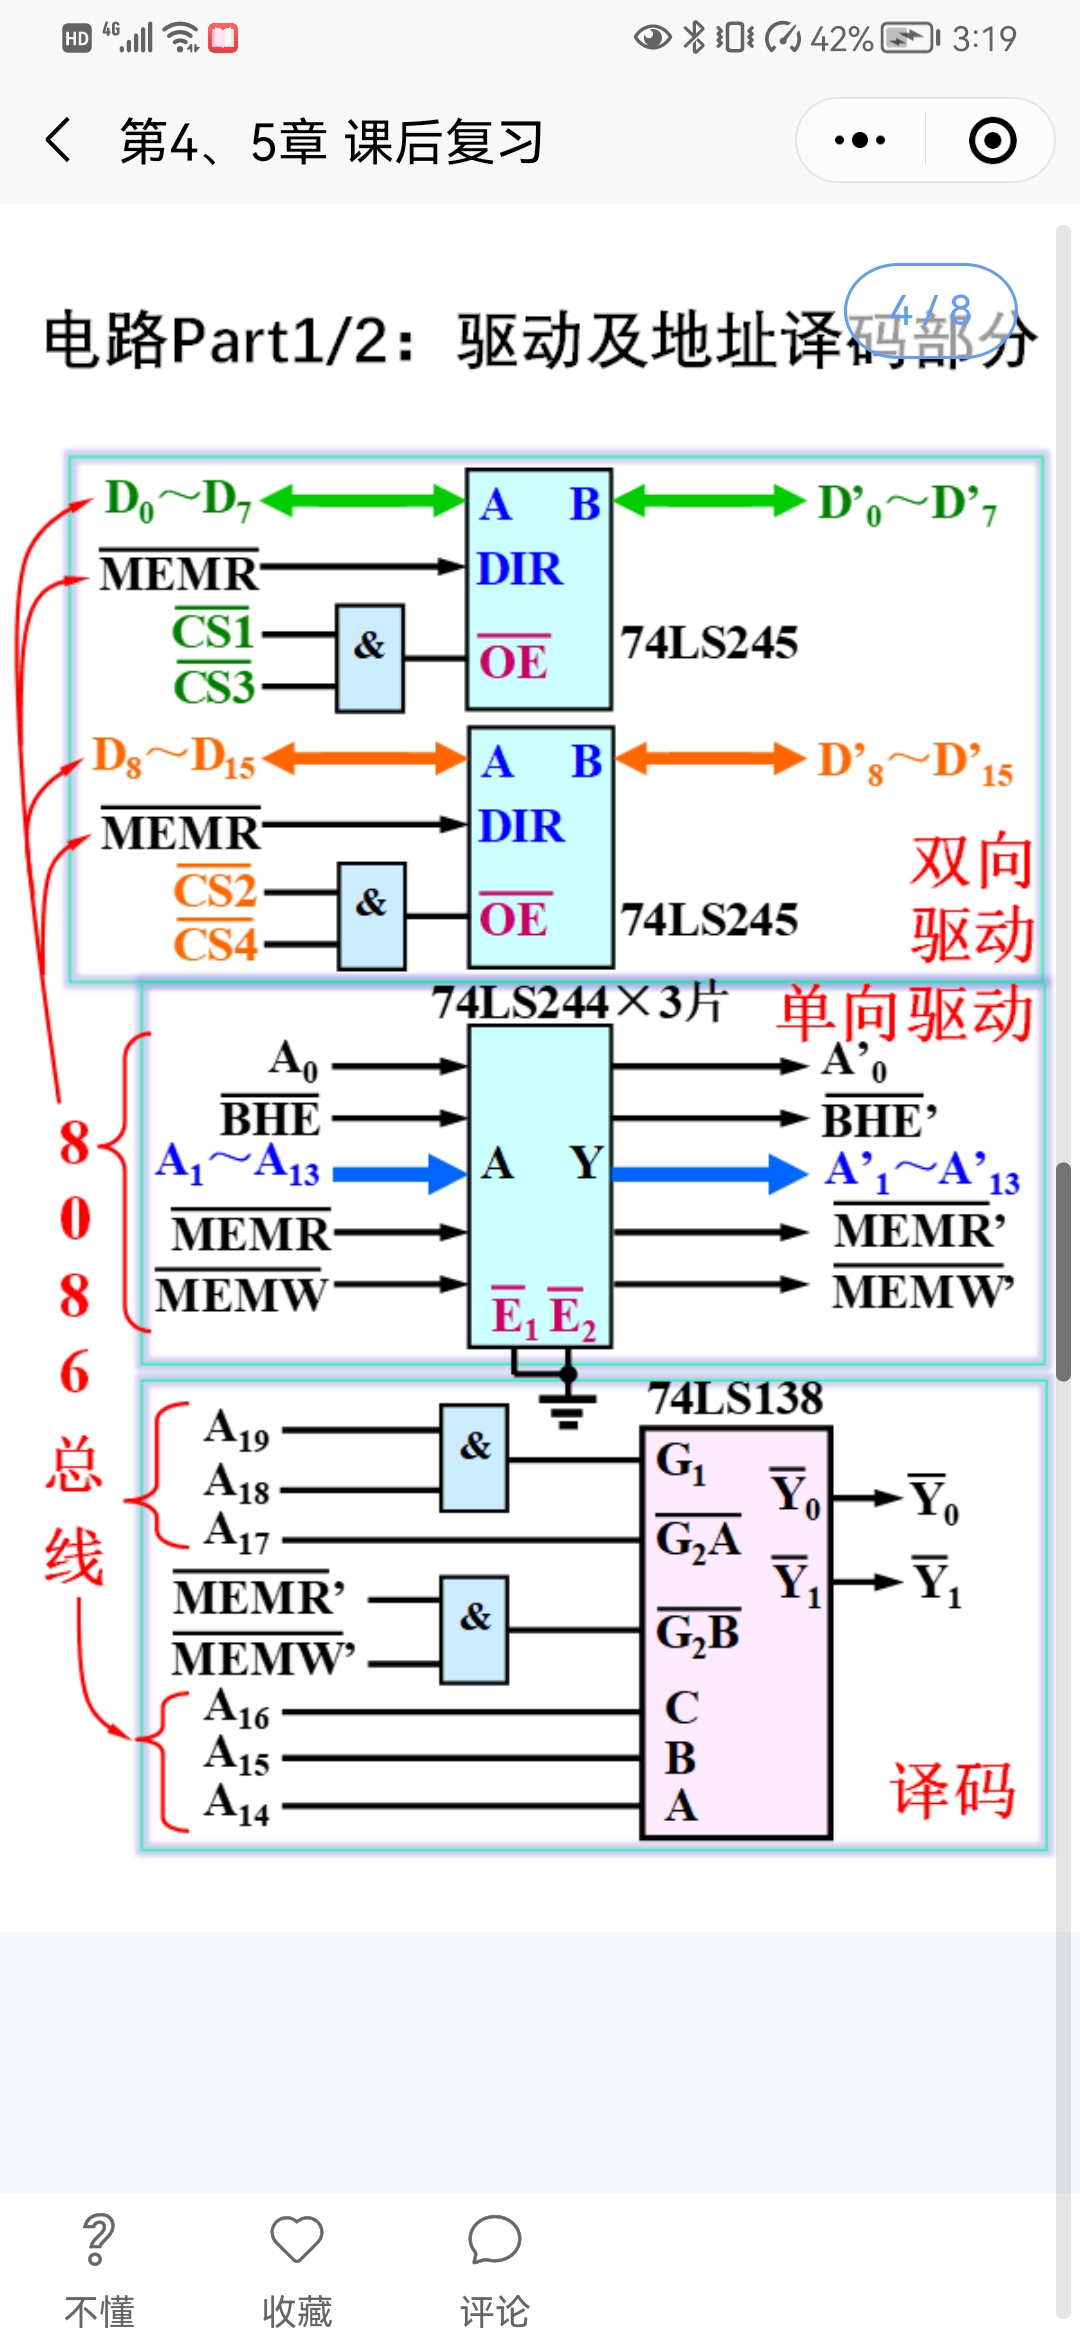 HD 4G 42% 3:19
第4、5章 课后复习
4 / 8
电路Part1/2：驱动及地址译码部分
D0～D7 A B D’0～D’7
MEMR DIR
CS1 & 74LS245
CS3 OE
D8～D15 A B D’8～D’15
MEMR DIR 双向
CS2 & 驱动
CS4 OE 74LS245
74LS244×3片 单向驱动
A0 A’0
BHE BHE’
A1～A13 A Y A’1～A’13
MEMR MEMR’
MEMW MEMW’
E1 E2
8086总线
74LS138
A19 & G1
A18 Y0 Y0
A17 G2A
Y1 Y1
MEMR’ & G2B
MEMW’
A16 C
A15 B 译码
A14 A
不懂 收藏 评论